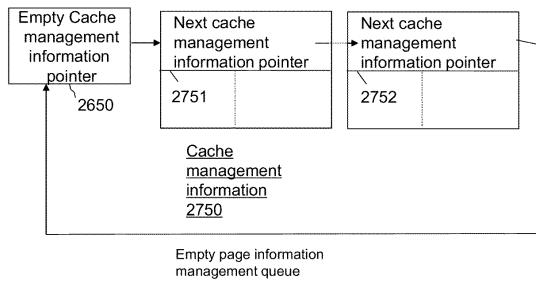 Empty Cache
management
information
pointer
2650
Next cache
management
information pointer
2751
Next cache
management
information pointer
2752
Cache
management
information
2750
Empty page information
management queue